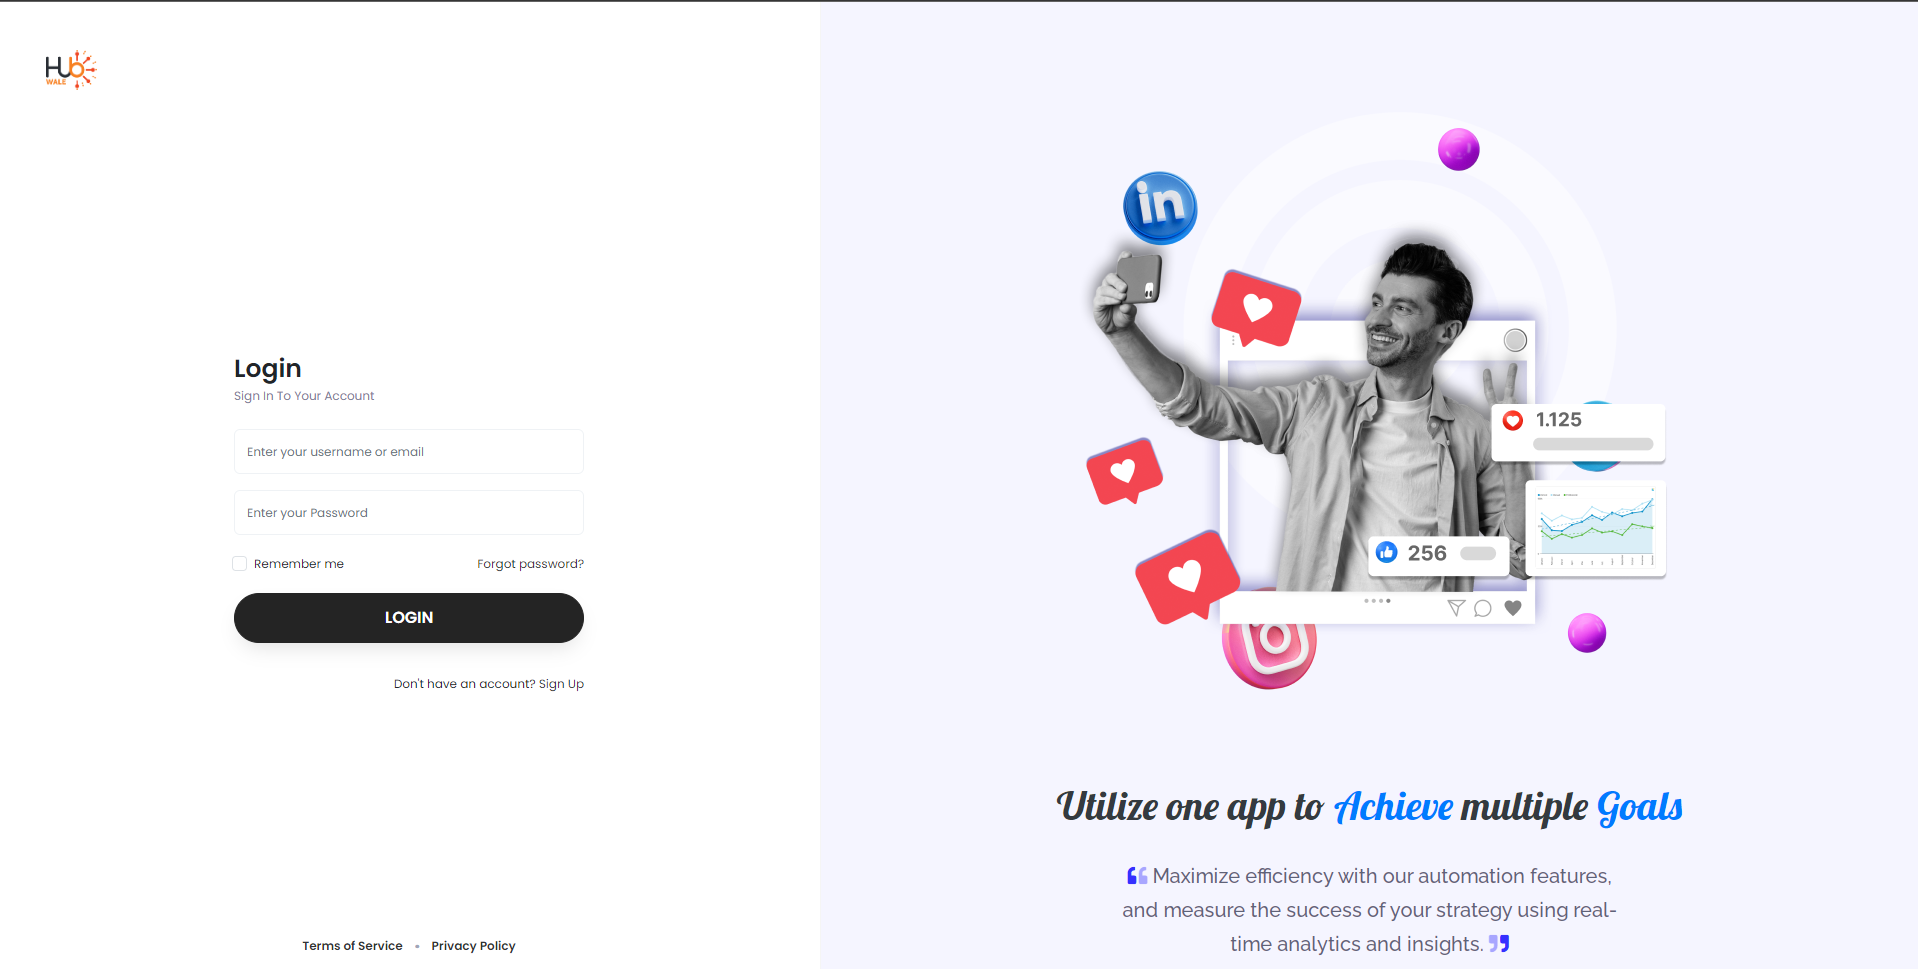 Hub
WALE
Login
Sign In To Your Account
Enter your username or email
Enter your Password
Remember me
Forgot password?
LOGIN
Don't have an account? Sign Up
Terms of Service • Privacy Policy
in
1.125
256
Utilize one app to Achieve multiple Goals
❝ Maximize efficiency with our automation features,
and measure the success of your strategy using real-
time analytics and insights. ❞